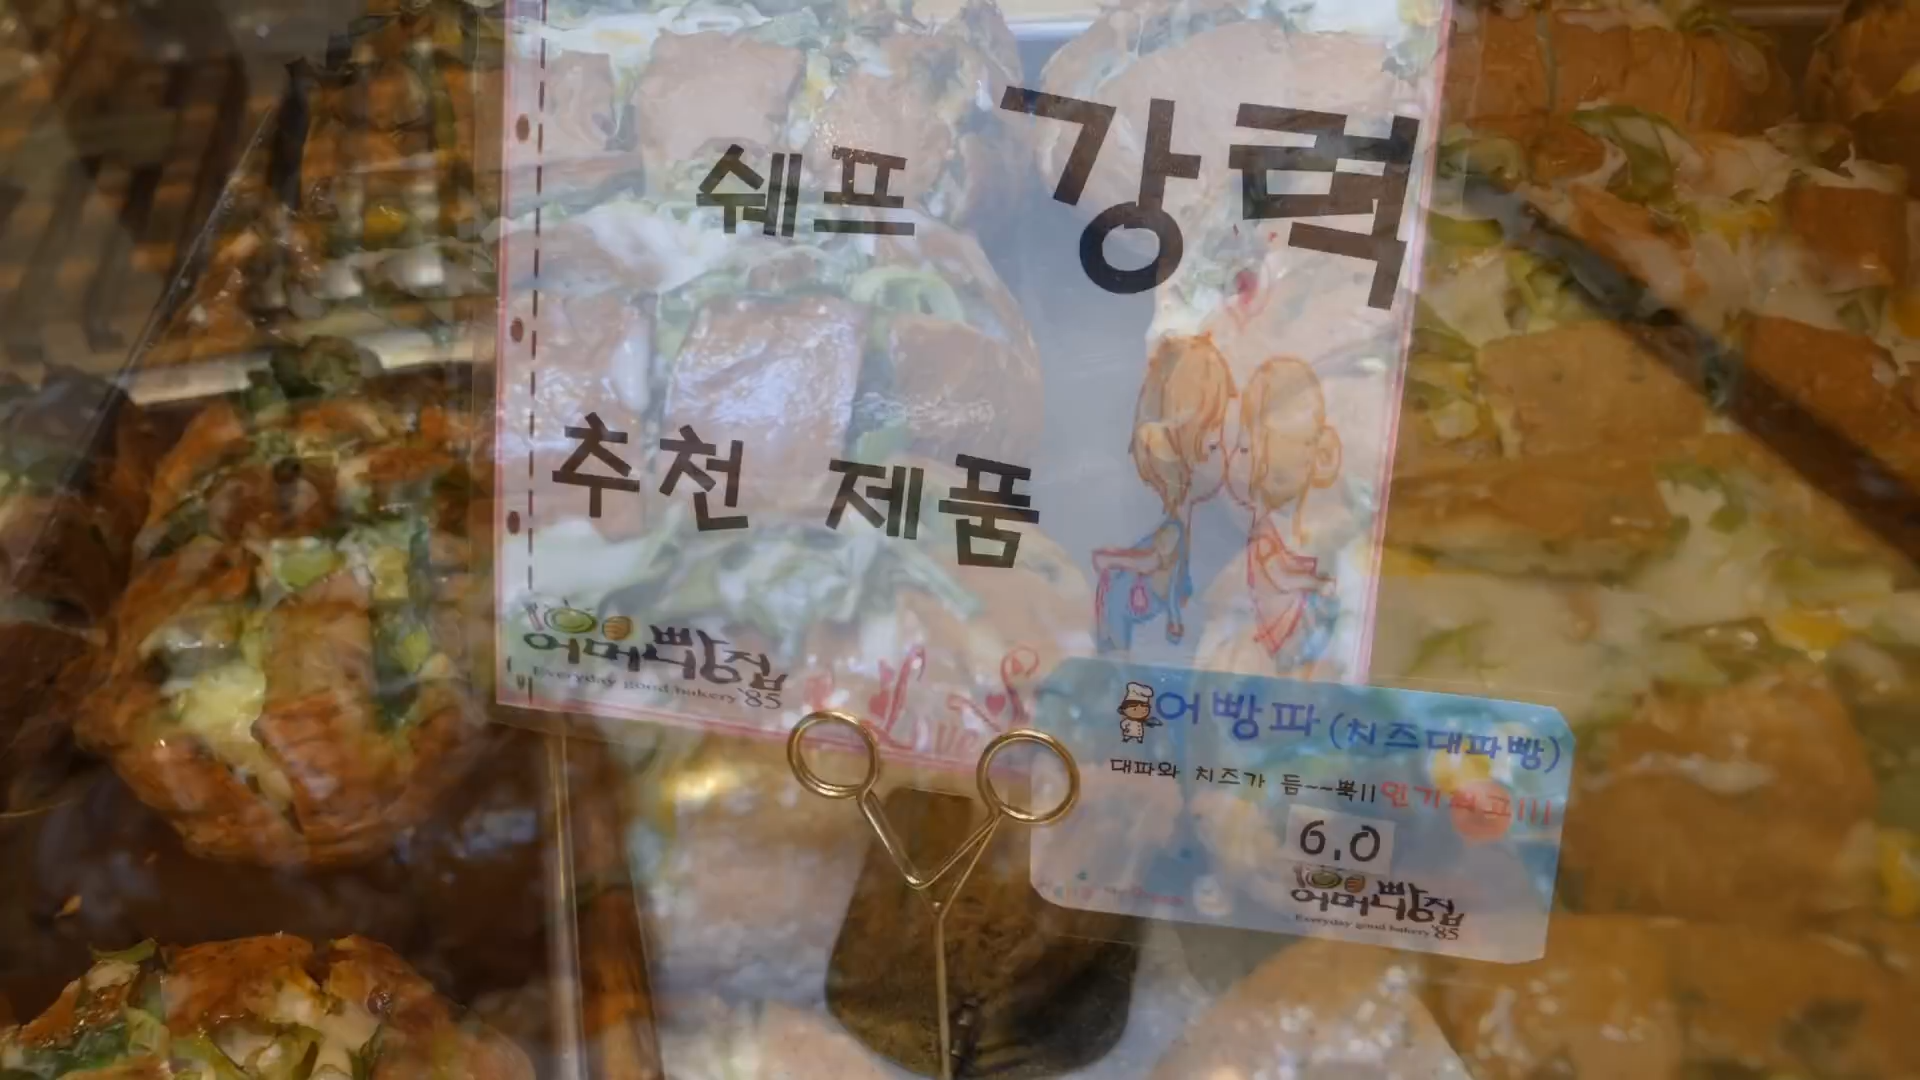 쉐프 강력
추천 제품
어머니빵집
Everyday good bakery '85
Love
어빵파 (치즈대파빵)
대파와 치즈가 듬~~뿍!! 인기최고!!!
6.0
어머니빵집
Everyday good bakery '85